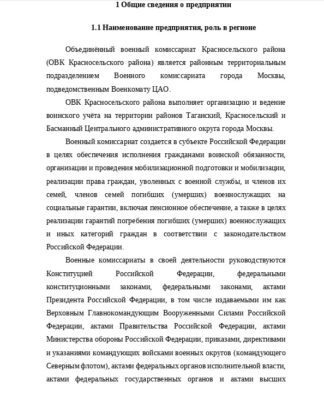 1 Общие сведения о предприятии
1.1 Наименование предприятия, роль в регионе
Объединённый военный комиссариат Красносельского района
(ОВК Красносельского района) является районным территориальным
подразделением Военного комиссариата города Москвы,
подведомственным Военкомату ЦАО.
ОВК Красносельского района выполняет организацию и ведение
воинского учёта на территории районов Таганский, Красносельский и
Басманный Центрального административного округа города Москвы.
Военный комиссариат создается в субъекте Российской Федерации
в целях обеспечения исполнения гражданами воинской обязанности,
организации и проведения мобилизационной подготовки и мобилизации,
реализации права граждан, уволенных с военной службы, и членов их
семей, членов семей погибших (умерших) военнослужащих на
социальные гарантии, включая пенсионное обеспечение, а также в целях
реализации гарантий погребения погибших (умерших) военнослужащих
и иных категорий граждан в соответствии с законодательством
Российской Федерации.
Военные комиссариаты в своей деятельности руководствуются
Конституцией Российской Федерации, федеральными
конституционными законами, федеральными законами, актами
Президента Российской Федерации, в том числе издаваемыми им как
Верховным Главнокомандующим Вооруженными Силами Российской
Федерации, актами Правительства Российской Федерации, актами
Министерства обороны Российской Федерации, приказами, директивами
и указаниями командующих войсками военных округов (командующего
Северным флотом), актами федеральных органов исполнительной власти,
актами федеральных государственных органов и актами высших